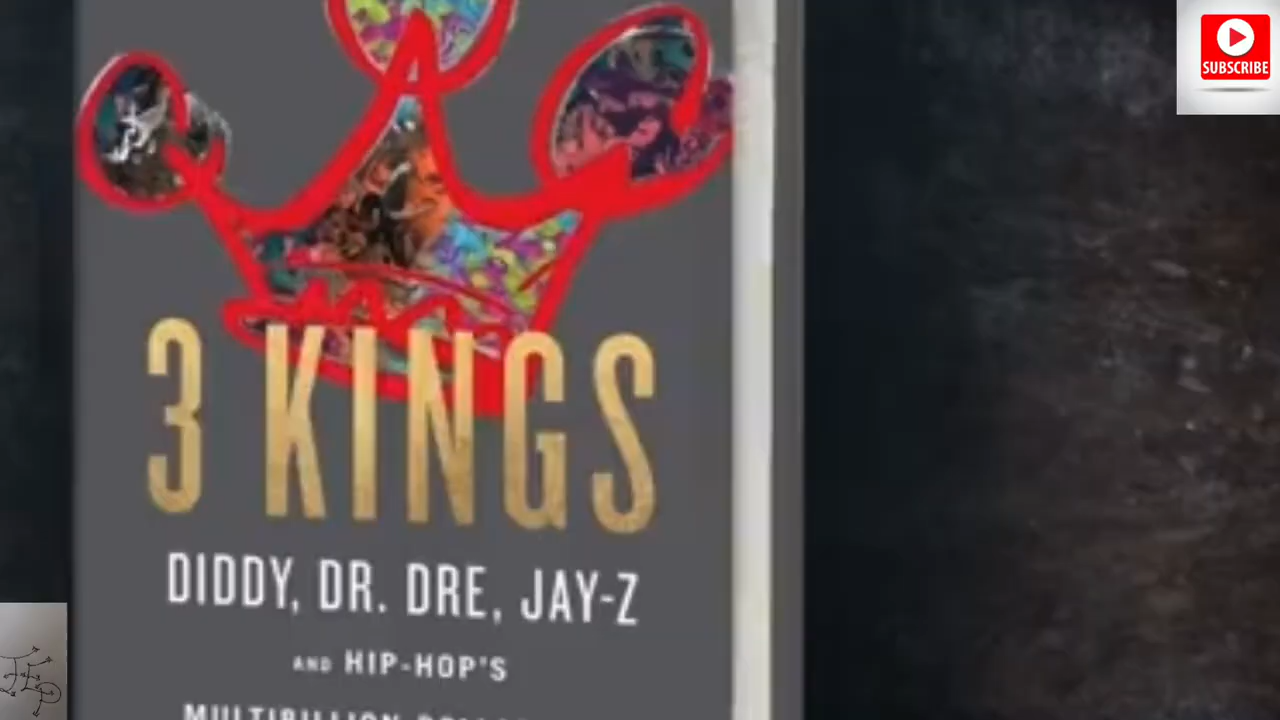 SUBSCRIBE
3 KINGS
DIDDY, DR. DRE, JAY-Z
AND HIP-HOP'S